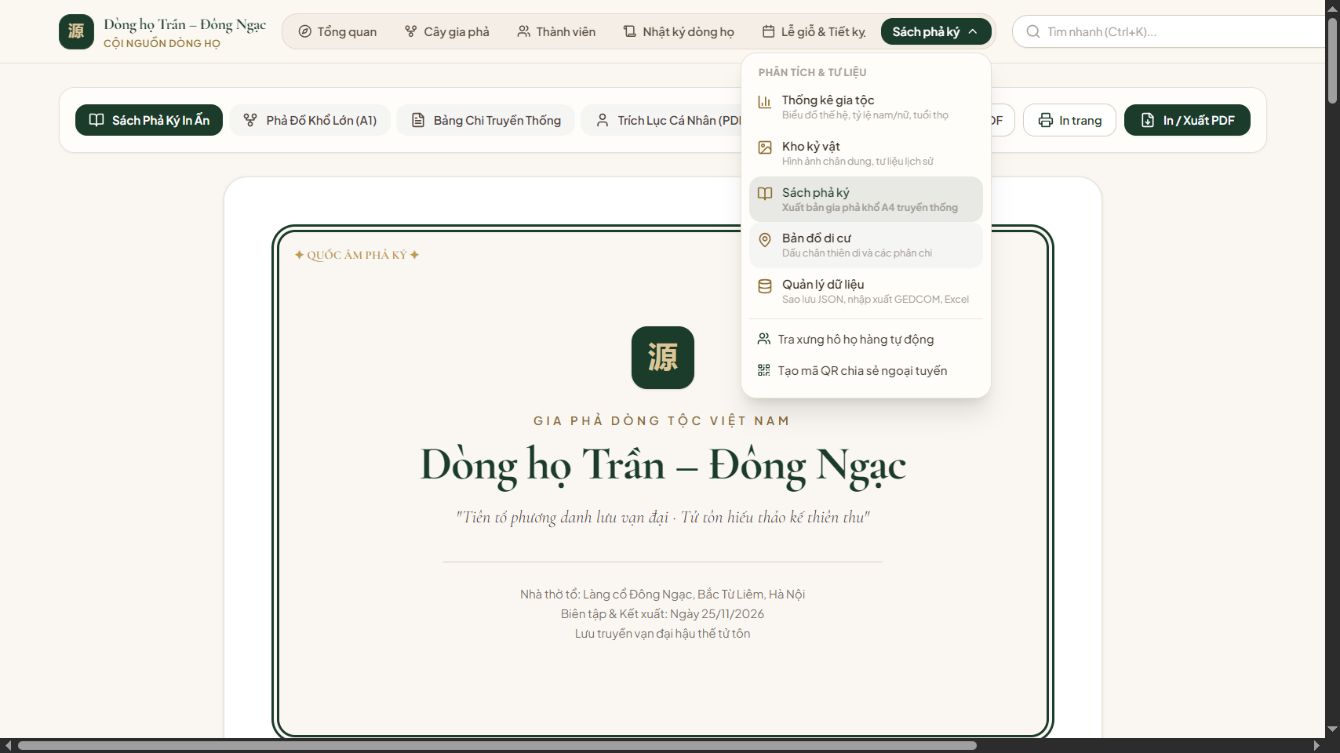 源
Dòng họ Trần – Đông Ngạc
CỘI NGUỒN DÒNG HỌ
Tổng quan
Cây gia phả
Thành viên
Nhật ký dòng họ
Lễ giỗ & Tiết kỵ
Sách phả ký
Tìm nhanh (Ctrl+K)...
PHÂN TÍCH & TƯ LIỆU
Thống kê gia tộc
Biểu đồ thế hệ, tỷ lệ nam/nữ, tuổi thọ
Kho kỷ vật
Hình ảnh chân dung, tư liệu lịch sử
Sách phả ký
Xuất bản gia phả khổ A4 truyền thống
Bản đồ di cư
Dấu chân thiên di và các phân chi
Quản lý dữ liệu
Sao lưu JSON, nhập xuất GEDCOM, Excel
Tra xưng hô họ hàng tự động
Tạo mã QR chia sẻ ngoại tuyến
Sách Phả Ký In Ấn
Phả Đồ Khổ Lớn (A1)
Bảng Chi Truyền Thống
Trích Lục Cá Nhân (PD
DF
In trang
In / Xuất PDF
✦ QUỐC ÂM PHẢ KÝ ✦
源
GIA PHẢ DÒNG TỘC VIỆT NAM
Dòng họ Trần – Đông Ngạc
"Tiên tổ phương danh lưu vạn đại · Tử tôn hiếu thảo kế thiên thu"
Nhà thờ tổ: Làng cổ Đông Ngạc, Bắc Từ Liêm, Hà Nội
Biên tập & Kết xuất: Ngày 25/11/2026
Lưu truyền vạn đại hậu thế tử tôn